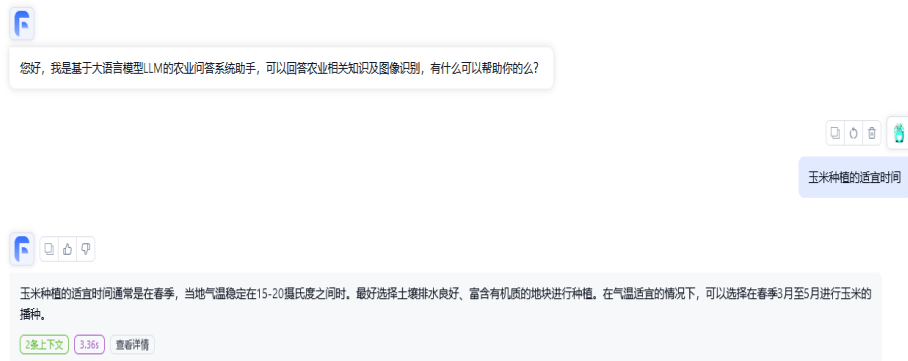 您好，我是基于大语言模型LLM的农业问答系统助手，可以回答农业相关知识及图像识别，有什么可以帮助你的么？
玉米种植的适宜时间
玉米种植的适宜时间通常是在春季，当地气温稳定在15-20摄氏度之间时。最好选择土壤排水良好、富含有机质的地块进行种植。在气温适宜的情况下，可以选择在春季3月至5月进行玉米的
播种。
2条上下文 3.36s 查看详情